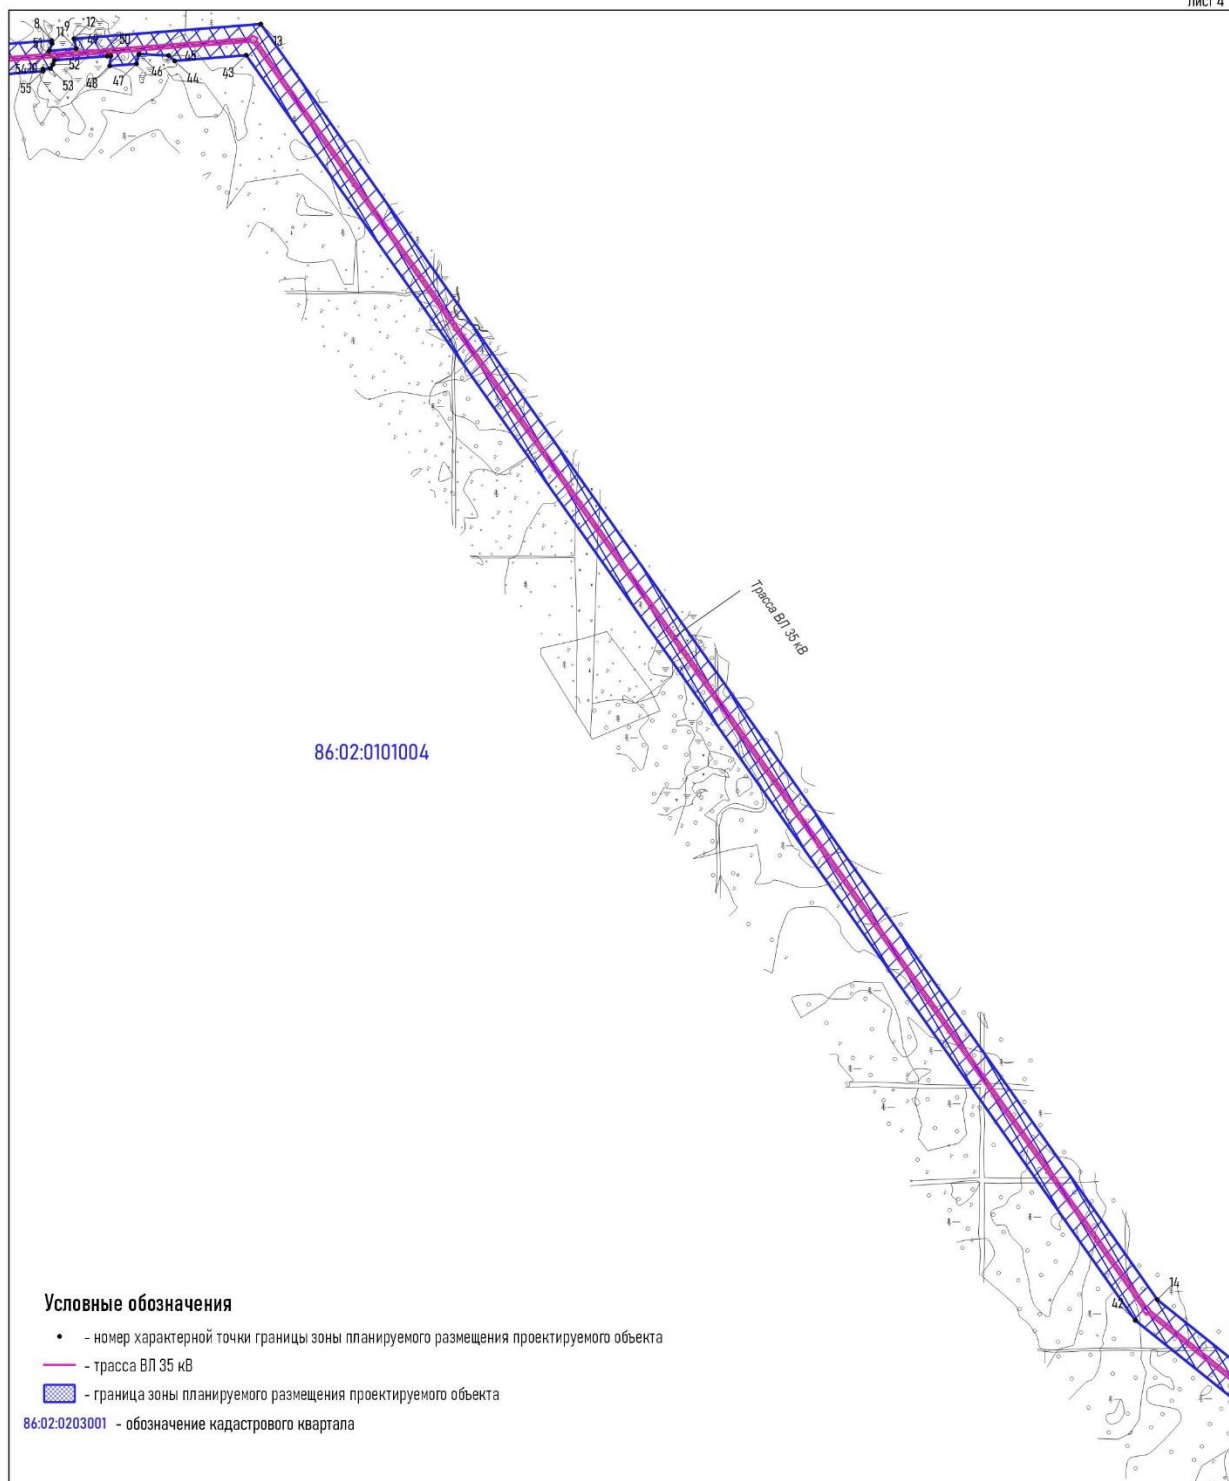 лист 4
8 9 12
11
13
51 49 50
54 10 52 46 45
55 53 48 47 44 43
Трасса ВЛ 35 кВ
86:02:0101004
14
42
Условные обозначения
• - номер характерной точки границы зоны планируемого размещения проектируемого объекта
- трасса ВЛ 35 кВ
- граница зоны планируемого размещения проектируемого объекта
86:02:0203001 - обозначение кадастрового квартала